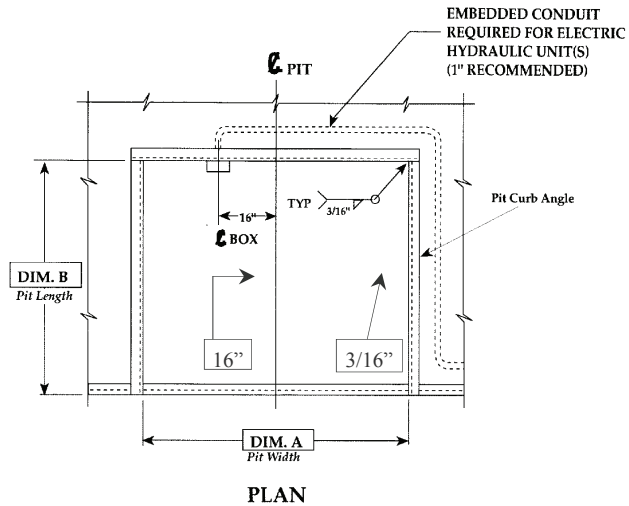 EMBEDDED CONDUIT
REQUIRED FOR ELECTRIC
HYDRAULIC UNIT(S)
(1" RECOMMENDED)
℄ PIT
TYP
3/16"
Pit Curb Angle
16"
℄ BOX
DIM. B
Pit Length
16”
3/16”
DIM. A
Pit Width
PLAN